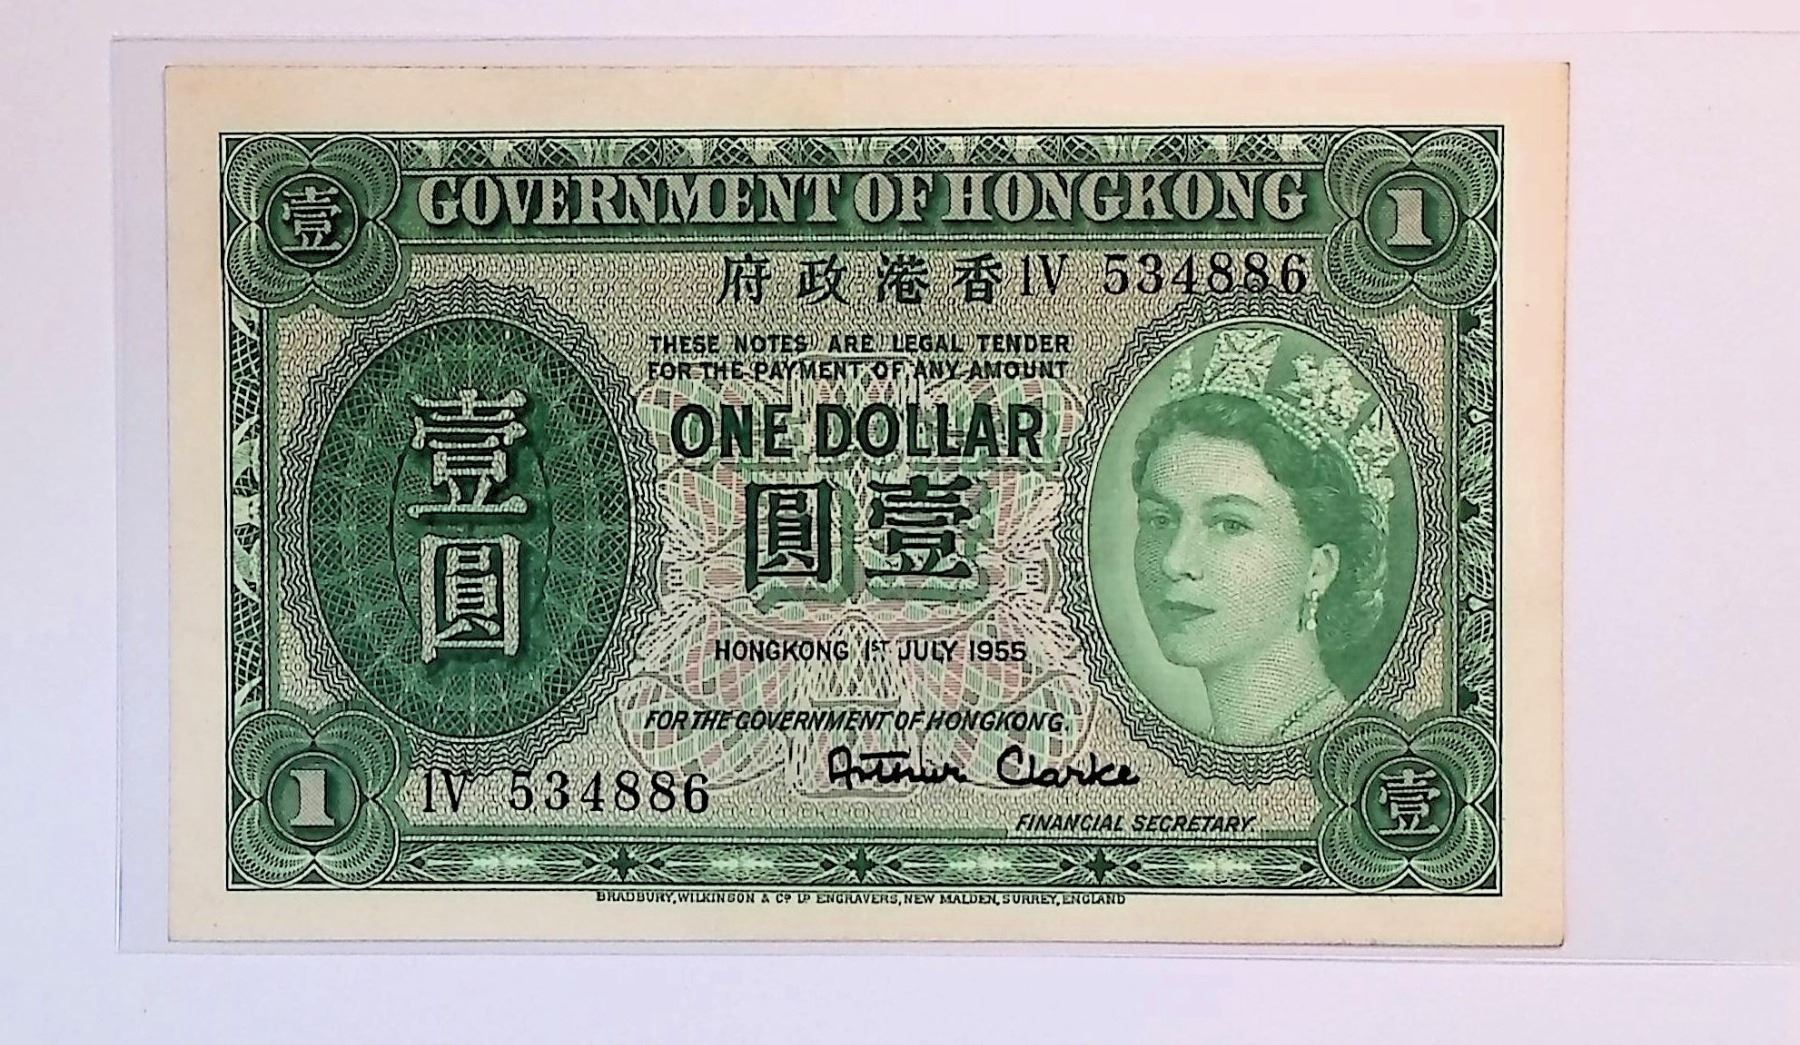 壹 GOVERNMENT OF HONGKONG 1
府政港香 1V 534886
THESE NOTES ARE LEGAL TENDER
FOR THE PAYMENT OF ANY AMOUNT
ONE DOLLAR
壹圓
圓壹
HONGKONG 1ST JULY 1955
FOR THE GOVERNMENT OF HONGKONG.
1V 534886
Arthur Clarke
FINANCIAL SECRETARY.
1 壹
BRADBURY, WILKINSON & Cº Lᴰ ENGRAVERS, NEW MALDEN, SURREY, ENGLAND